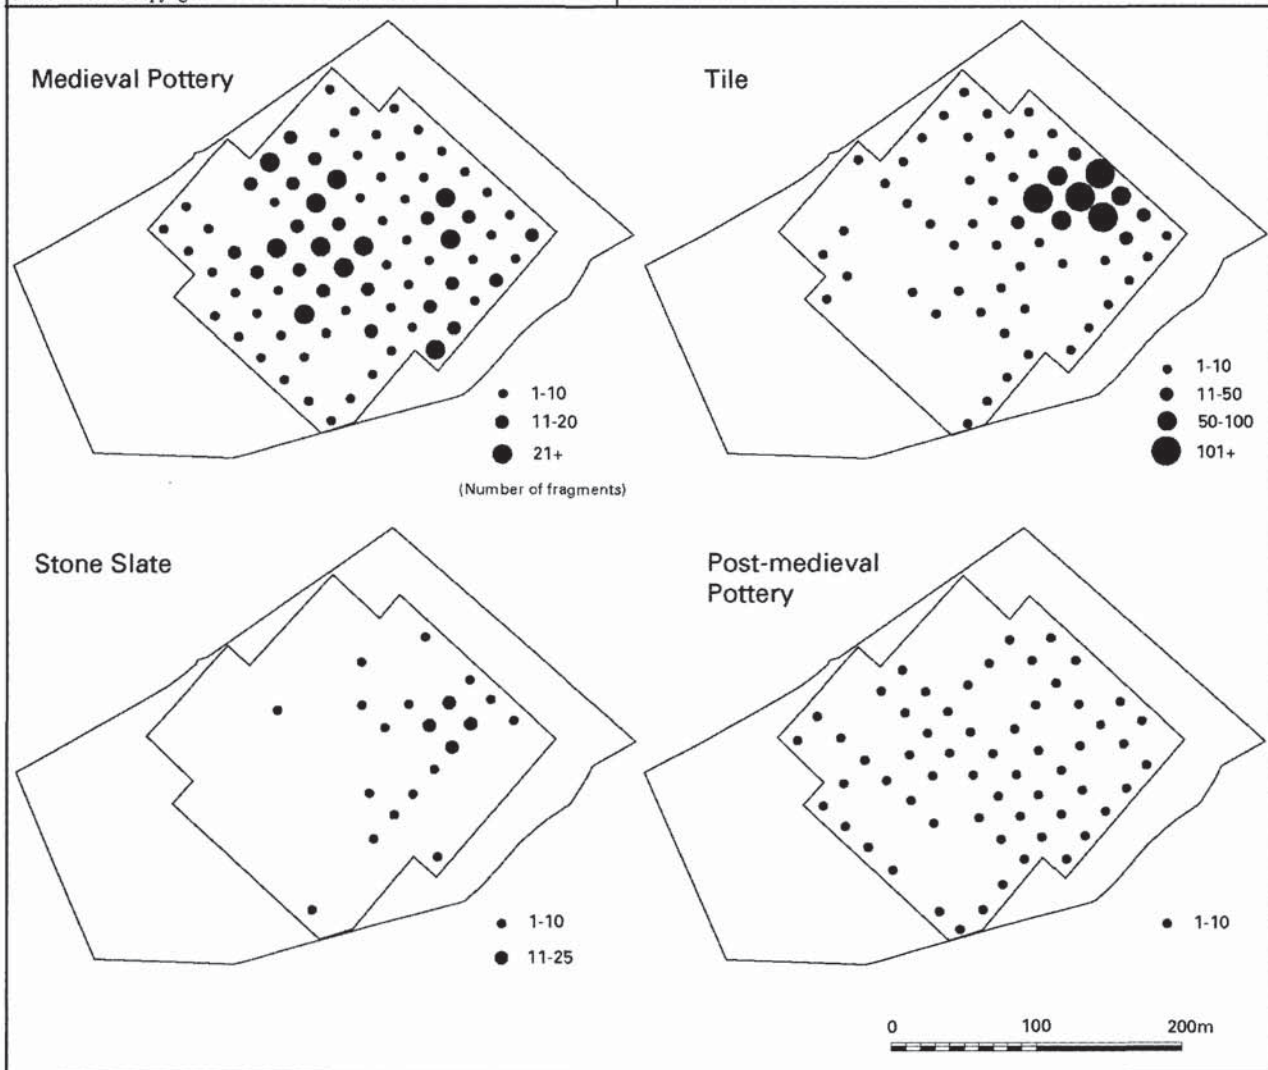 Medieval Pottery
1-10
11-20
21+
(Number of fragments)
Tile
1-10
11-50
50-100
101+
Stone Slate
1-10
11-25
Post-medieval
Pottery
1-10
0 100 200m